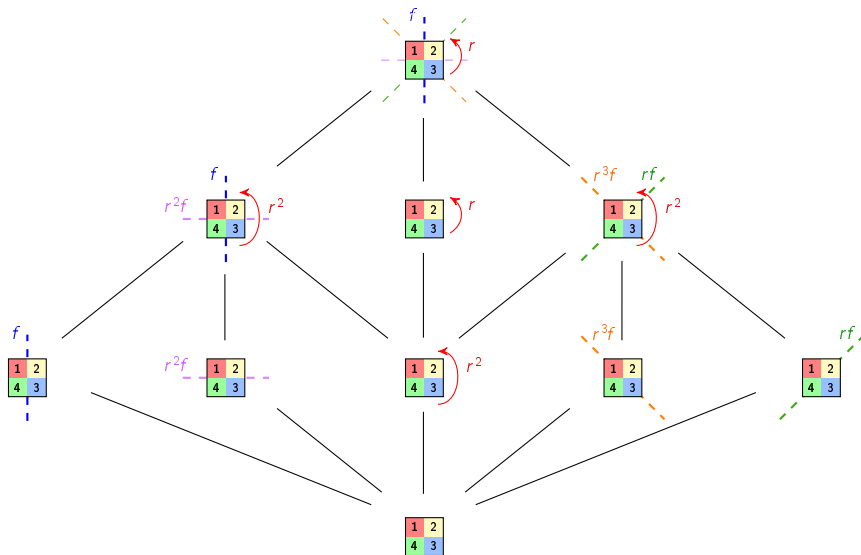 f
1 2 r
4 3
f r³f rf
r²f 1 2 r² 1 2 r 1 2 r²
4 3 4 3 4 3
f r²f r³f rf
1 2 1 2 1 2 r² 1 2 1 2
4 3 4 3 4 3 4 3 4 3
1 2
4 3